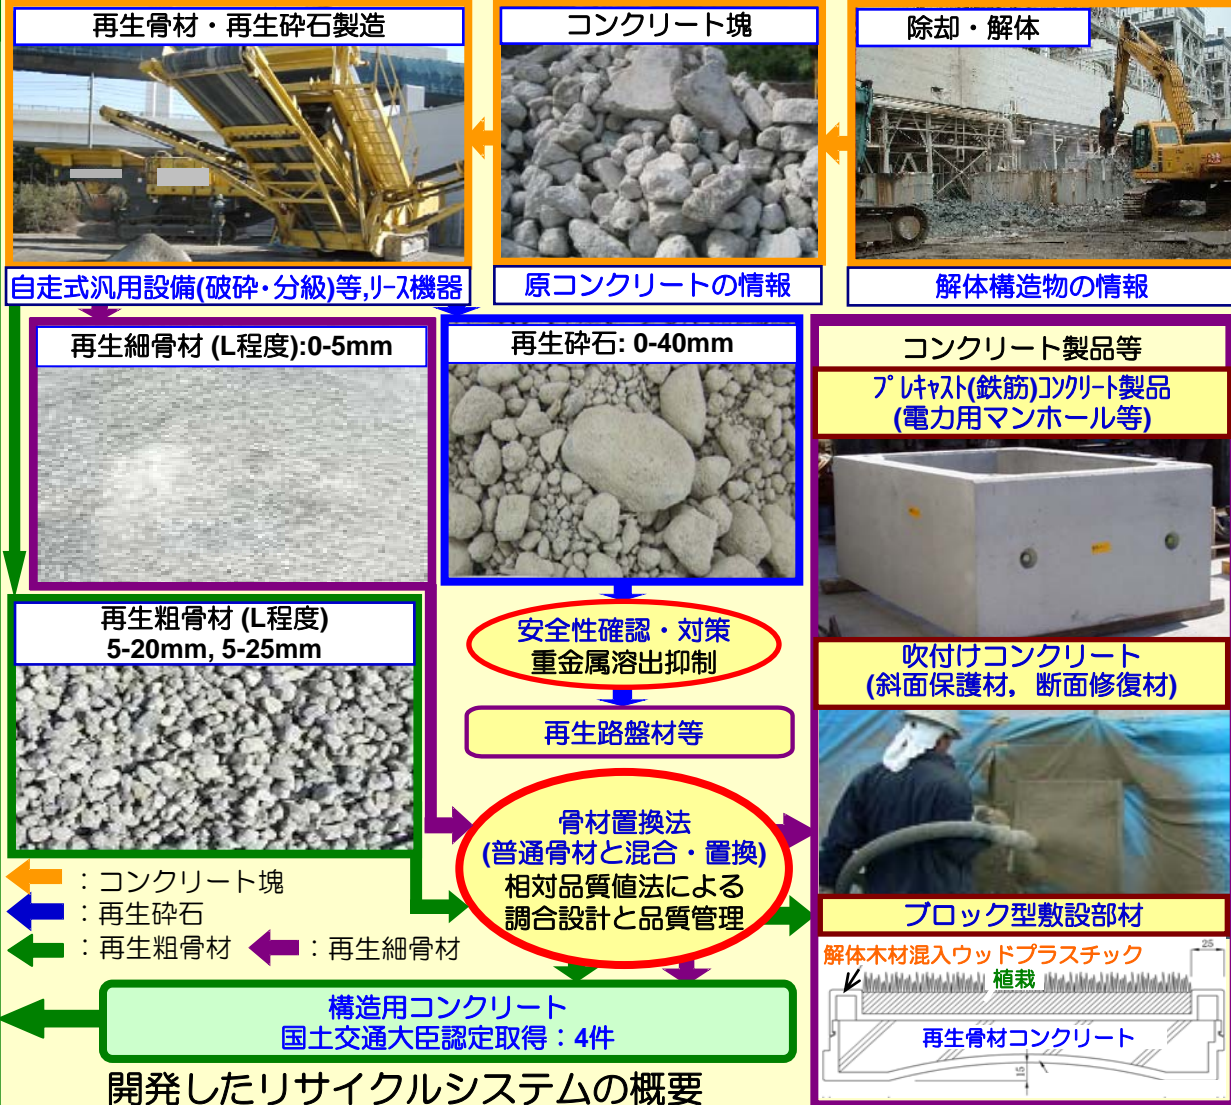 再生骨材・再生砕石製造
コンクリート塊
除却・解体
自走式汎用設備(破砕・分級)等,ﾘｰｽ機器
原コンクリートの情報
解体構造物の情報
再生細骨材 (L程度):0-5mm
再生砕石: 0-40mm
コンクリート製品等
ﾌﾟﾚｷｬｽﾄ(鉄筋)ｺﾝｸﾘｰﾄ製品
(電力用マンホール等)
再生粗骨材 (L程度)
5-20mm, 5-25mm
安全性確認・対策
重金属溶出抑制
再生路盤材等
吹付けコンクリート
(斜面保護材，断面修復材)
骨材置換法
(普通骨材と混合・置換)
相対品質値法による
調合設計と品質管理
：コンクリート塊
：再生砕石
：再生粗骨材
：再生細骨材
ブロック型敷設部材
解体木材混入ウッドプラスチック
植栽
25
再生骨材コンクリート
15
構造用コンクリート
国土交通大臣認定取得：4件
開発したリサイクルシステムの概要